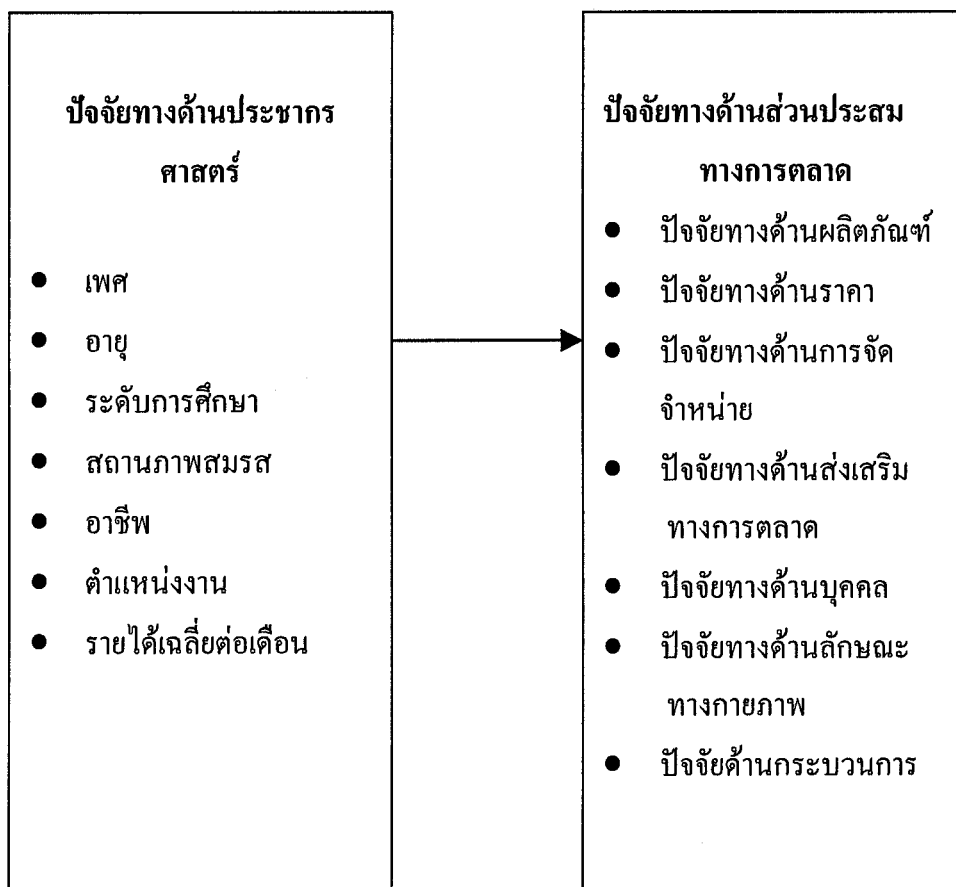 ปัจจัยทางด้านประชากร
ศาสตร์
● เพศ
● อายุ
● ระดับการศึกษา
● สถานภาพสมรส
● อาชีพ
● ตำแหน่งงาน
● รายได้เฉลี่ยต่อเดือน
ปัจจัยทางด้านส่วนประสม
ทางการตลาด
● ปัจจัยทางด้านผลิตภัณฑ์
● ปัจจัยทางด้านราคา
● ปัจจัยทางด้านการจัด
จำหน่าย
● ปัจจัยทางด้านส่งเสริม
ทางการตลาด
● ปัจจัยทางด้านบุคคล
● ปัจจัยทางด้านลักษณะ
ทางกายภาพ
● ปัจจัยด้านกระบวนการ